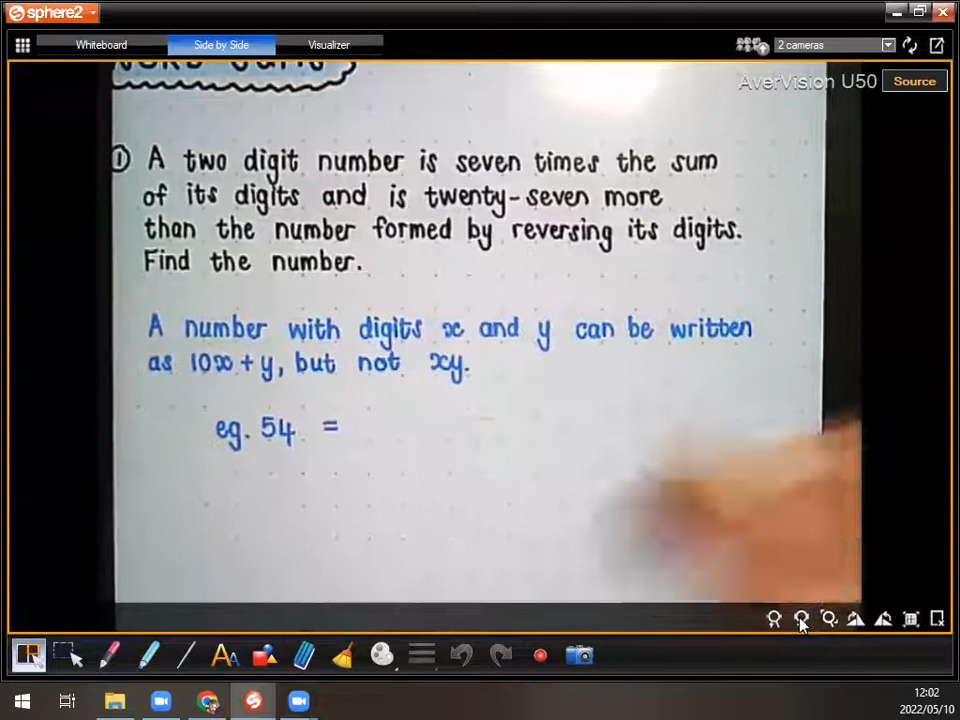 sphere2
Whiteboard
Side by Side
Visualizer
2 cameras
AverVision U50
Source
① A two digit number is seven times the sum
of its digits and is twenty-seven more
than the number formed by reversing its digits.
Find the number.
A number with digits x and y can be written
as 10x + y, but not xy.
eg. 54 =
12:02
2022/05/10